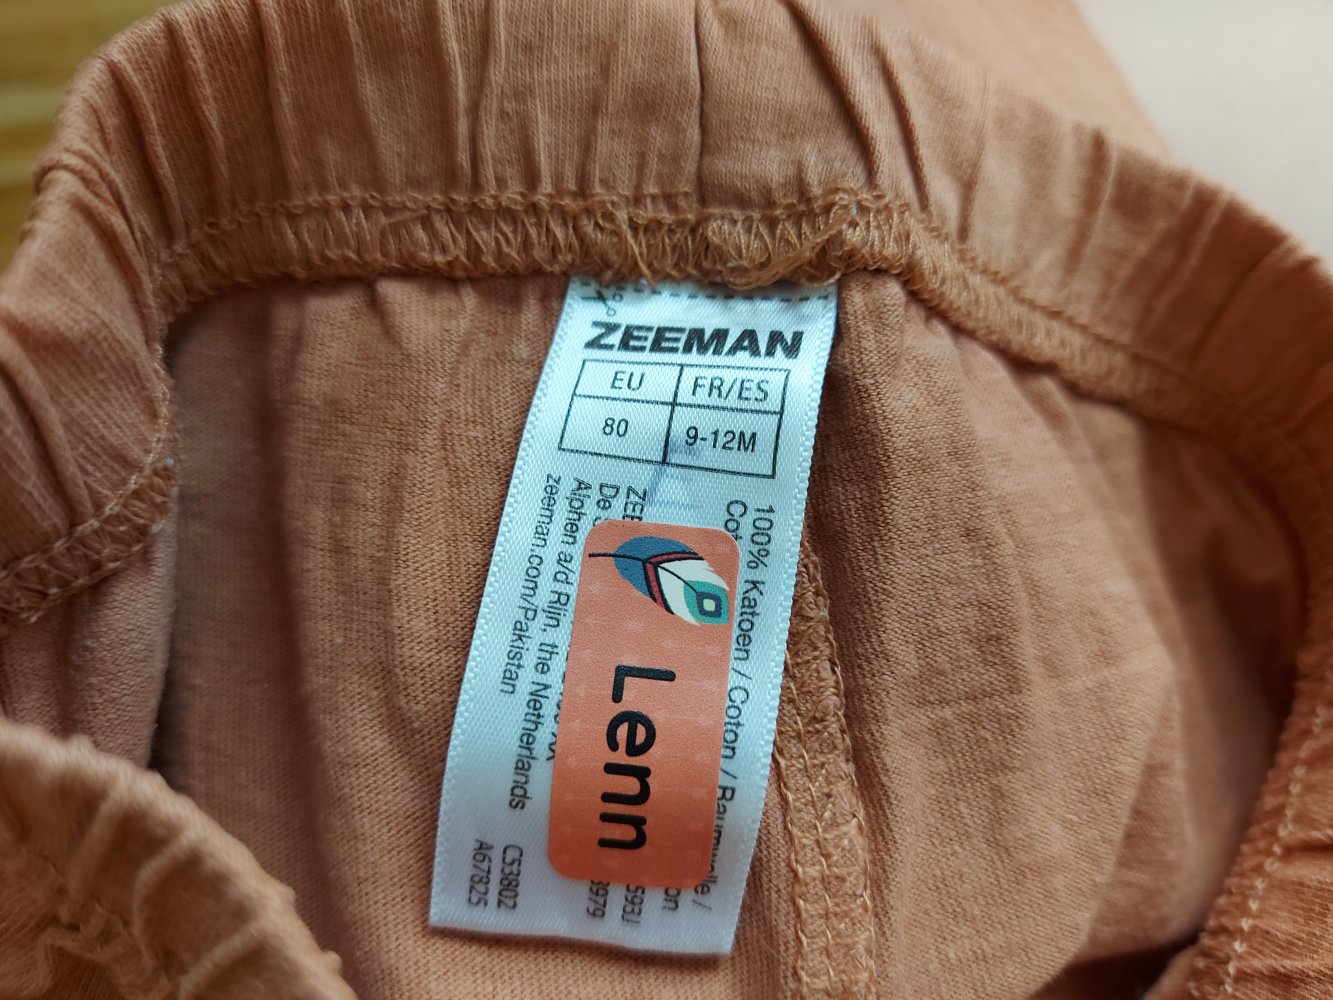 ZEEMAN
EU FR/ES
80 9-12M
100% Katoen / Coton /
Alphen a/d Rijn, the Netherlands
zeeman.com/Pakistan
C53802
A67825
Lenn